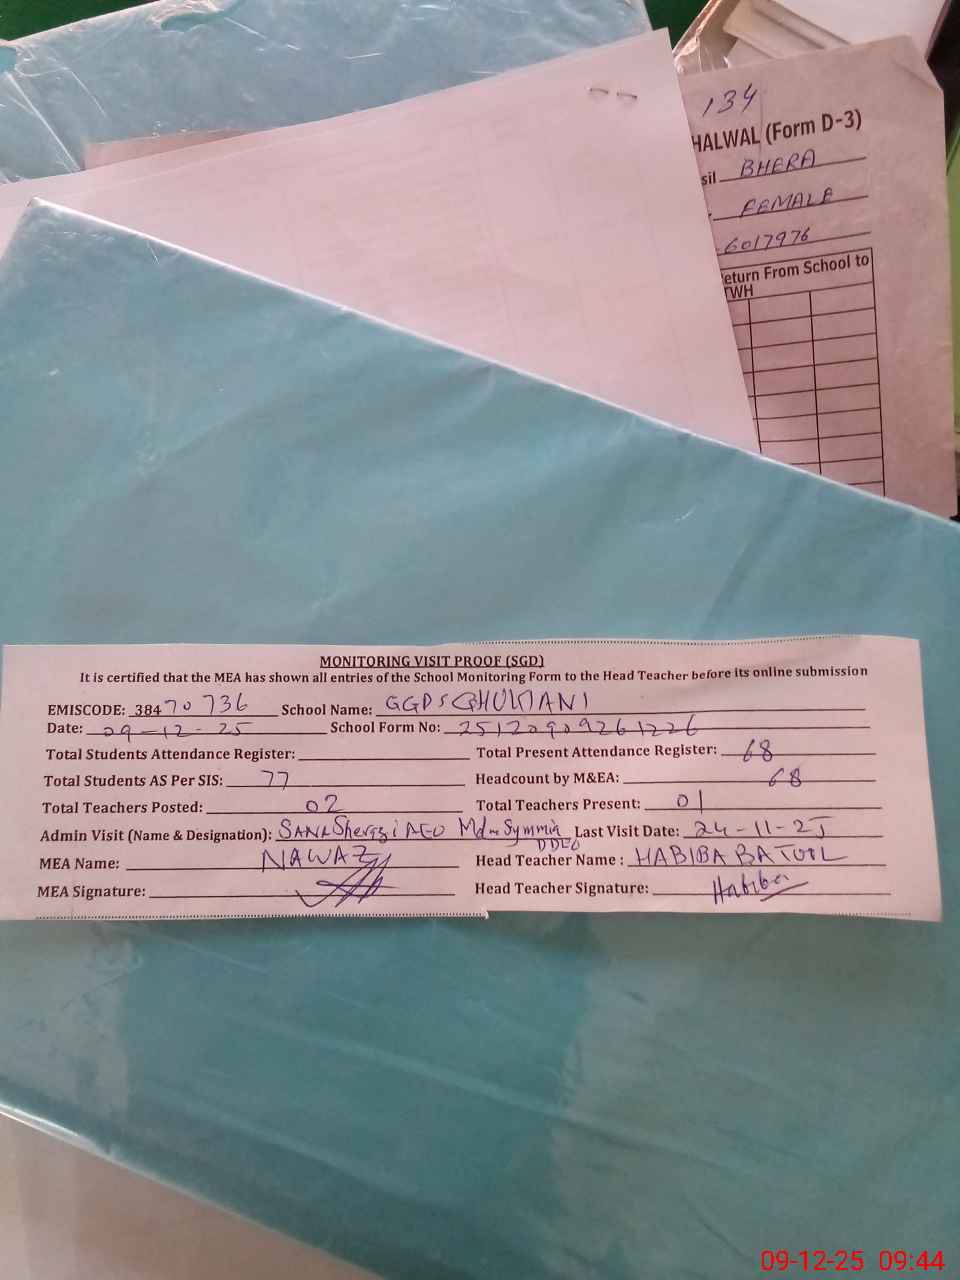 134
HALWAL (Form D-3)
sil BHERA
FEMALE
6017976
eturn From School to
TWH
MONITORING VISIT PROOF (SGD)
It is certified that the MEA has shown all entries of the School Monitoring Form to the Head Teacher before its online submission
EMISCODE: 38470736 School Name: GGPS GHULMANI
Date: 09-12-25 School Form No: 25120909261226
Total Students Attendance Register: Total Present Attendance Register: 68
Total Students AS Per SIS: 77 Headcount by M&EA: 68
Total Teachers Posted: 02 Total Teachers Present: 01
Admin Visit (Name & Designation): SANA Sherazi AEO Mdm Symmia DDEO Last Visit Date: 24-11-25
MEA Name: NAWAZ Head Teacher Name : HABIBA BATOOL
MEA Signature: Head Teacher Signature: Habiba
09-12-25 09:44